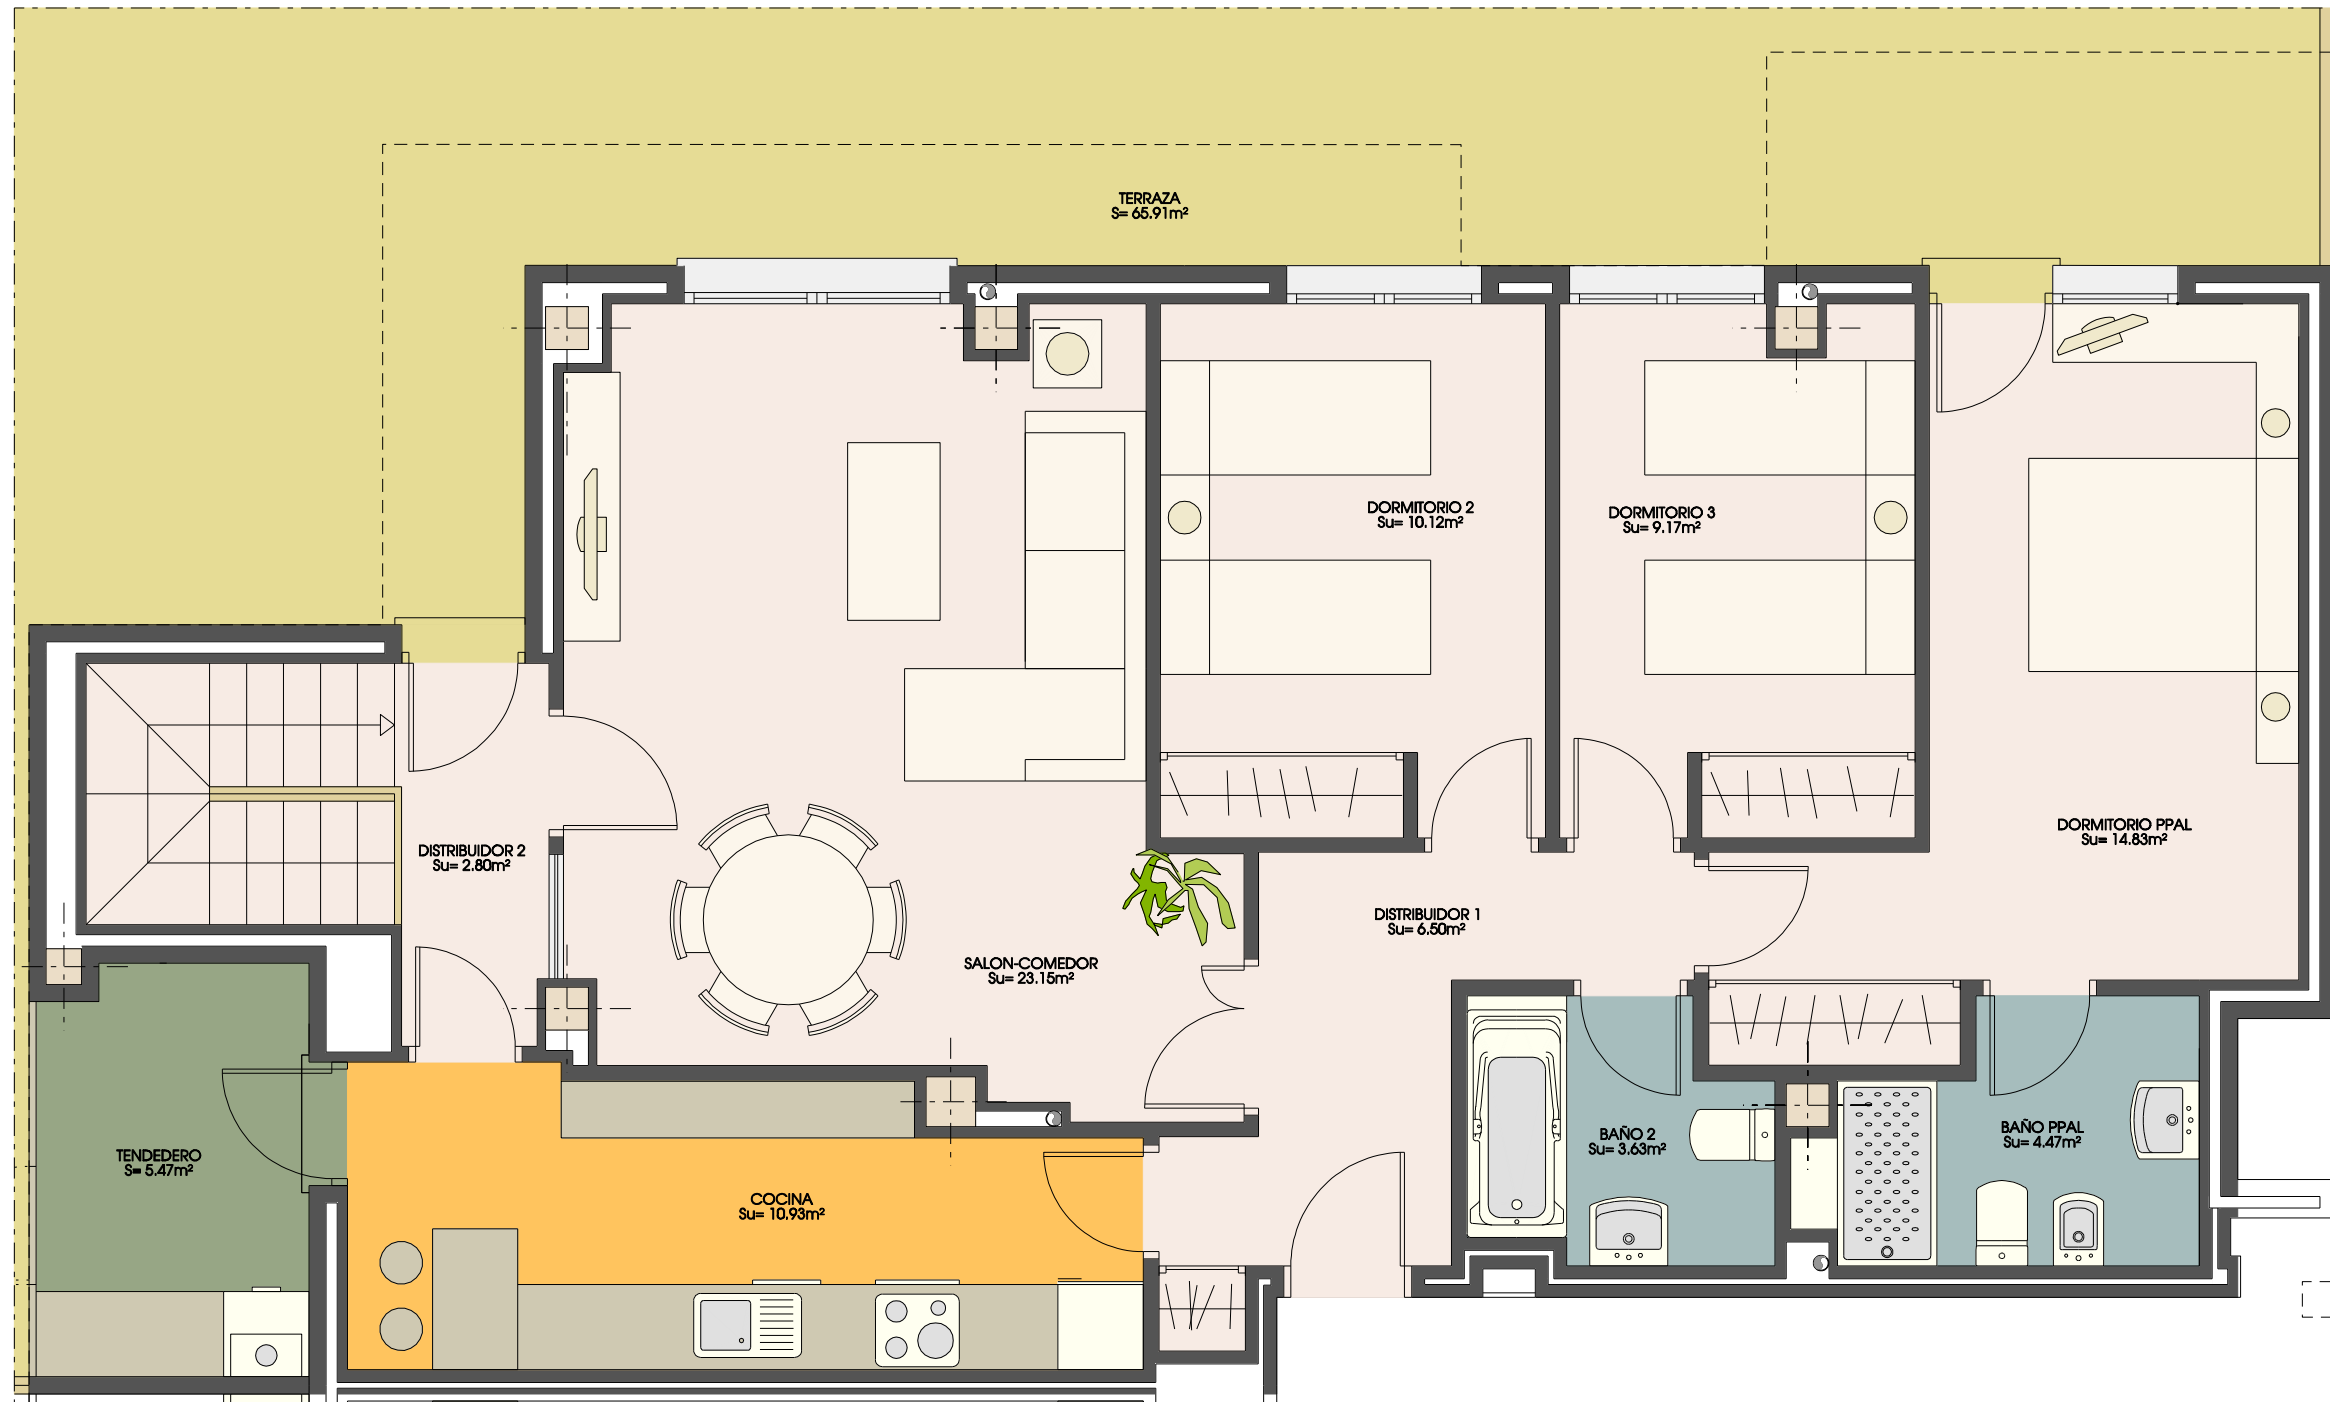 TERRAZA
S= 65.91m²
DORMITORIO 2
Su= 10.12m²
DORMITORIO 3
Su= 9.17m²
DORMITORIO PPAL
Su= 14.83m²
DISTRIBUIDOR 2
Su= 2.80m²
DISTRIBUIDOR 1
Su= 6.50m²
SALON-COMEDOR
Su= 23.15m²
TENDEDERO
S= 5.47m²
COCINA
Su= 10.93m²
BAÑO 2
Su= 3.63m²
BAÑO PPAL
Su= 4.47m²